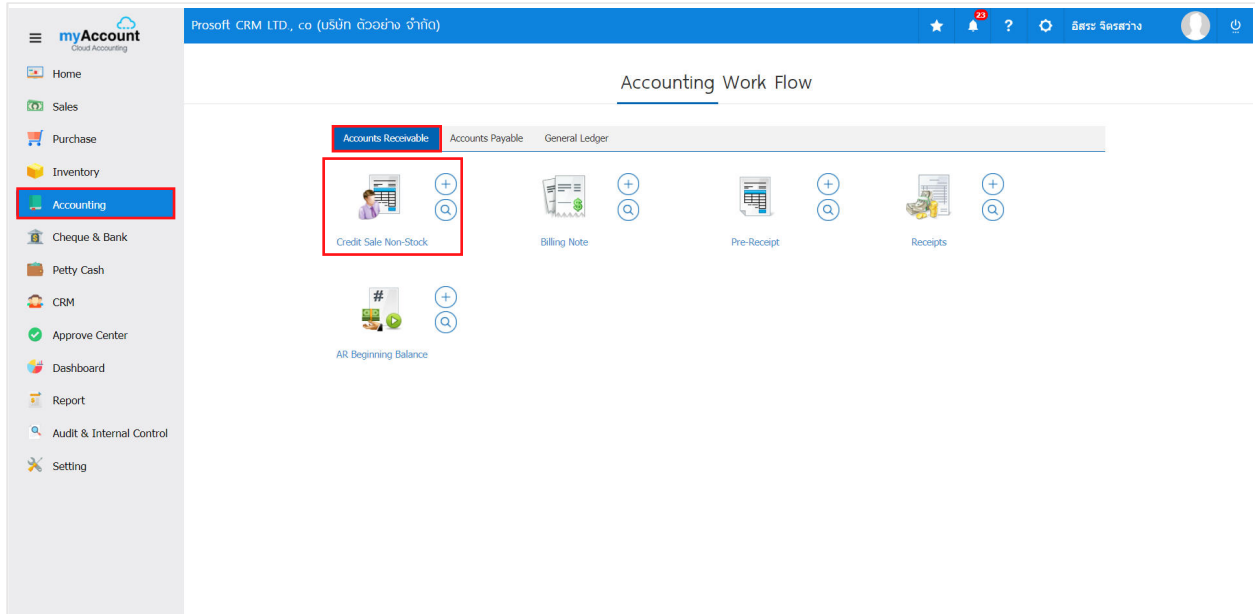 myAccount
Cloud Accounting
Prosoft CRM LTD., co (บริษัท ตัวอย่าง จำกัด)
23
?
อิสระ จิตรสว่าง
Home
Sales
Purchase
Inventory
Accounting
Cheque & Bank
Petty Cash
CRM
Approve Center
Dashboard
Report
Audit & Internal Control
Setting
Accounting Work Flow
Accounts Receivable Accounts Payable General Ledger
Credit Sale Non-Stock Billing Note Pre-Receipt Receipts
#
AR Beginning Balance